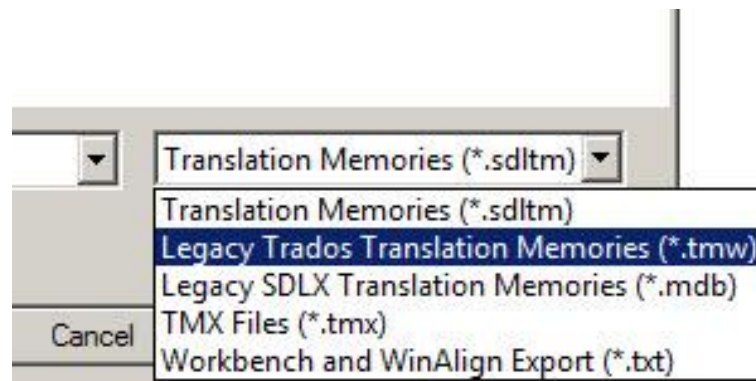 Translation Memories (*.sdltm)
Translation Memories (*.sdltm)
Legacy Trados Translation Memories (*.tmw)
Legacy SDLX Translation Memories (*.mdb)
Cancel
TMX Files (*.tmx)
Workbench and WinAlign Export (*.txt)